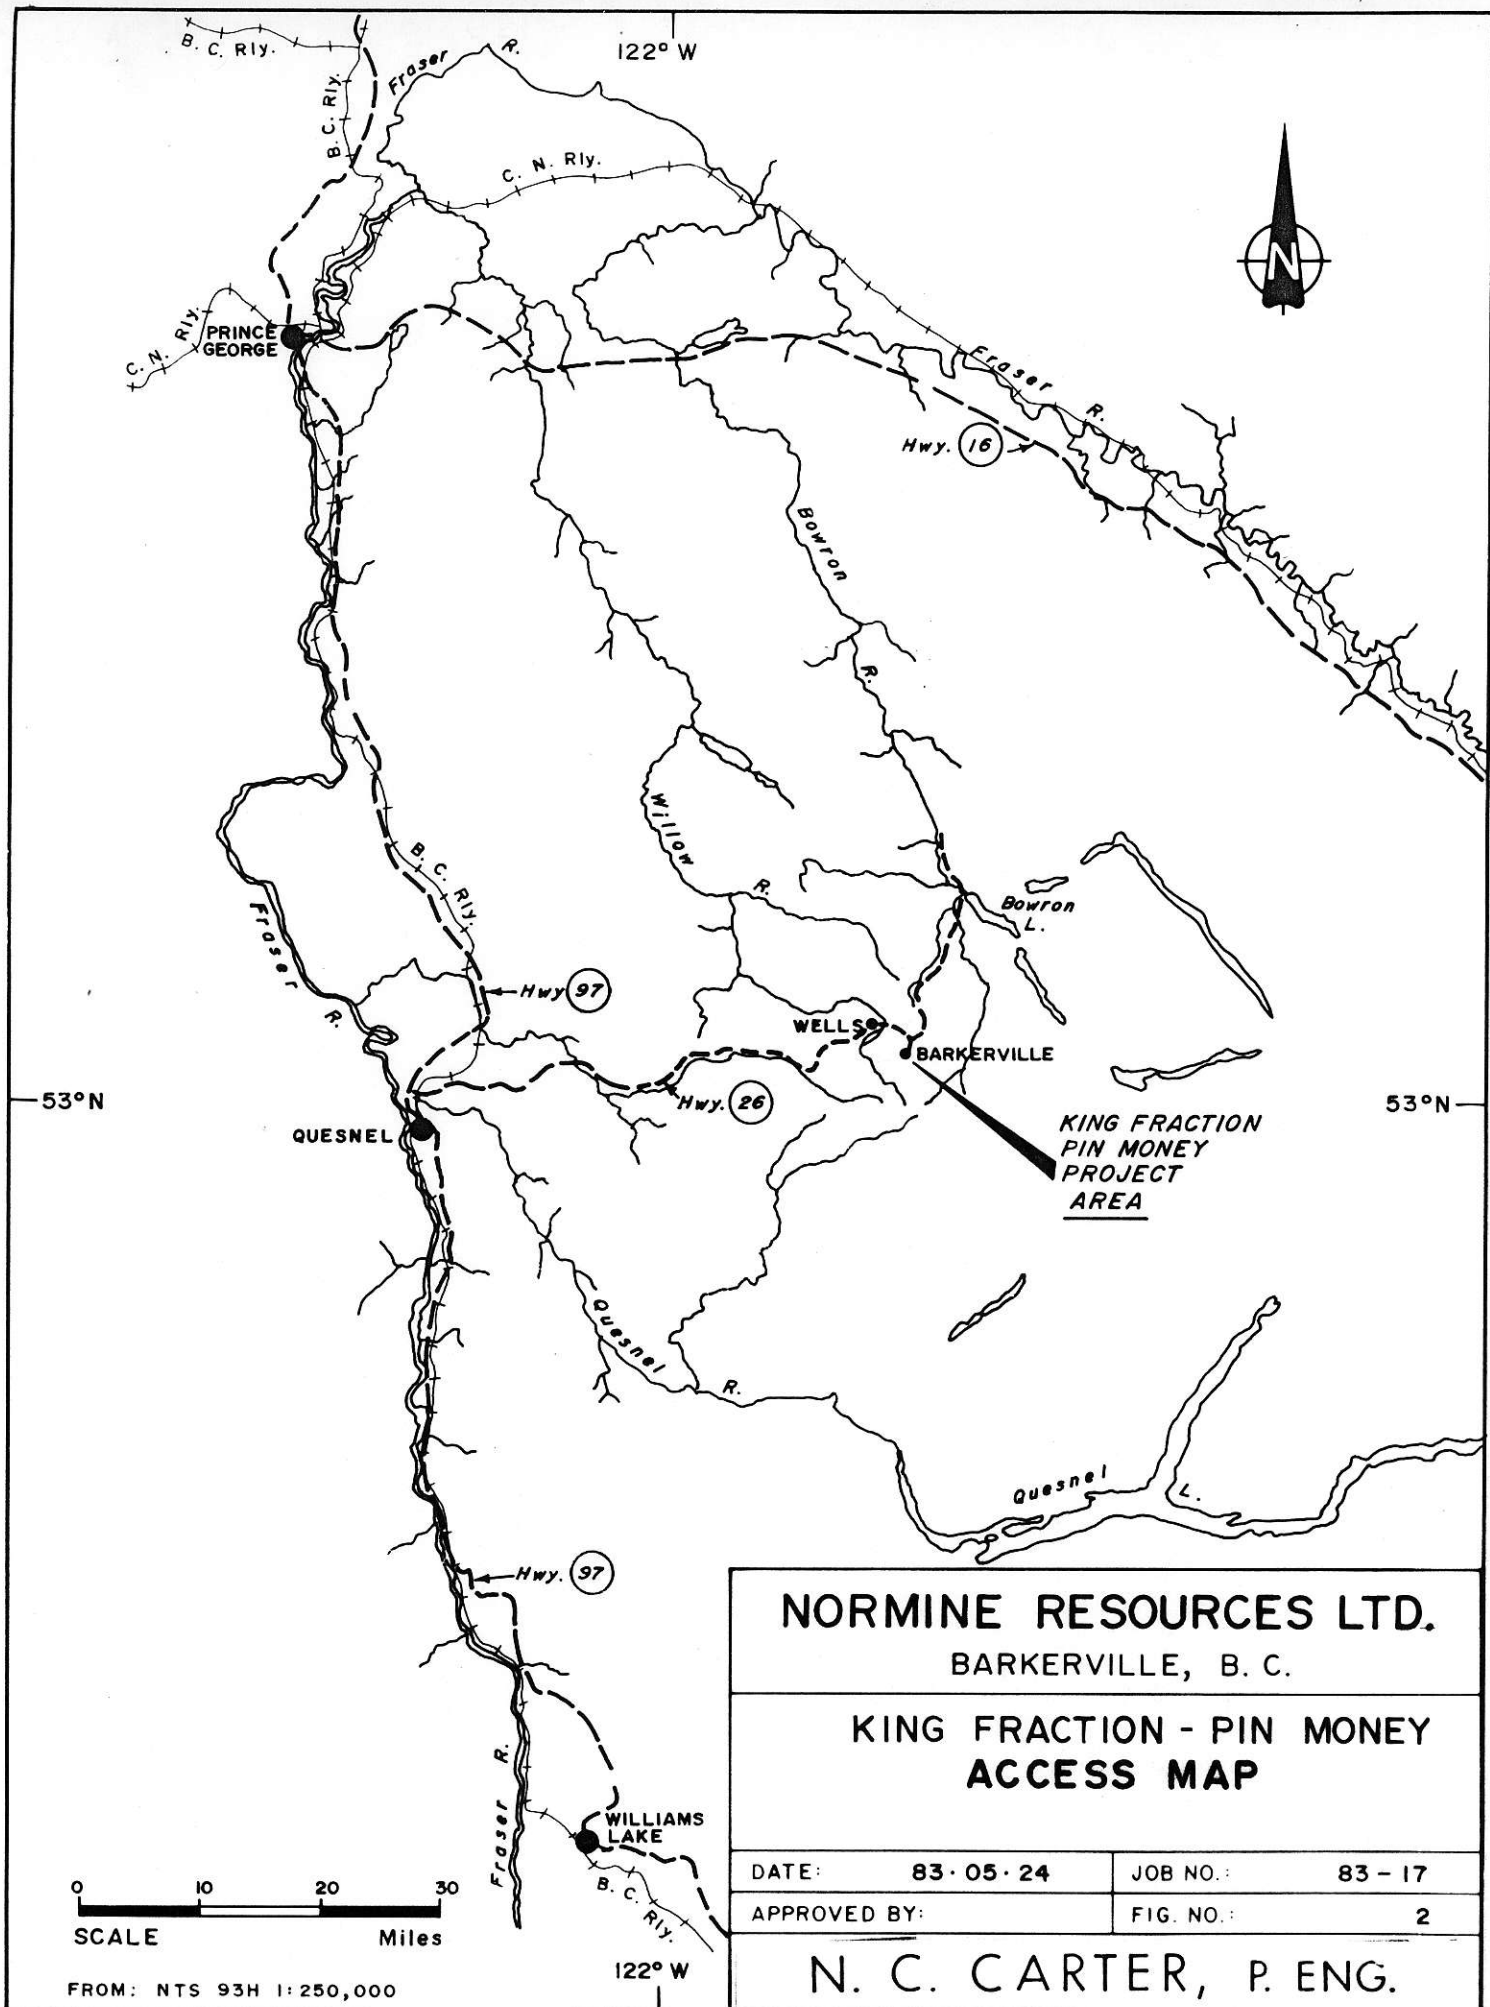 122° W
B. C. Rly.
B. C. Rly.
Fraser R.
C. N. Rly.
N
C. N. Rly.
PRINCE
GEORGE
Fraser R.
Hwy. 16
Bowron R.
Willow R.
B. C. Rly.
Bowron
L.
Fraser R.
Hwy 97
WELLS
BARKERVILLE
53°N
Hwy. 26
53°N
QUESNEL
KING FRACTION
PIN MONEY
PROJECT
AREA
Quesnel R.
Quesnel L.
Hwy. 97
Fraser R.
WILLIAMS
LAKE
B. C. Rly.
0 10 20 30
SCALE Miles
FROM: NTS 93H 1:250,000
122° W
NORMINE RESOURCES LTD.
BARKERVILLE, B. C.
KING FRACTION - PIN MONEY
ACCESS MAP
DATE: 83·05·24 JOB NO.: 83-17
APPROVED BY: FIG. NO.: 2
N. C. CARTER, P. ENG.